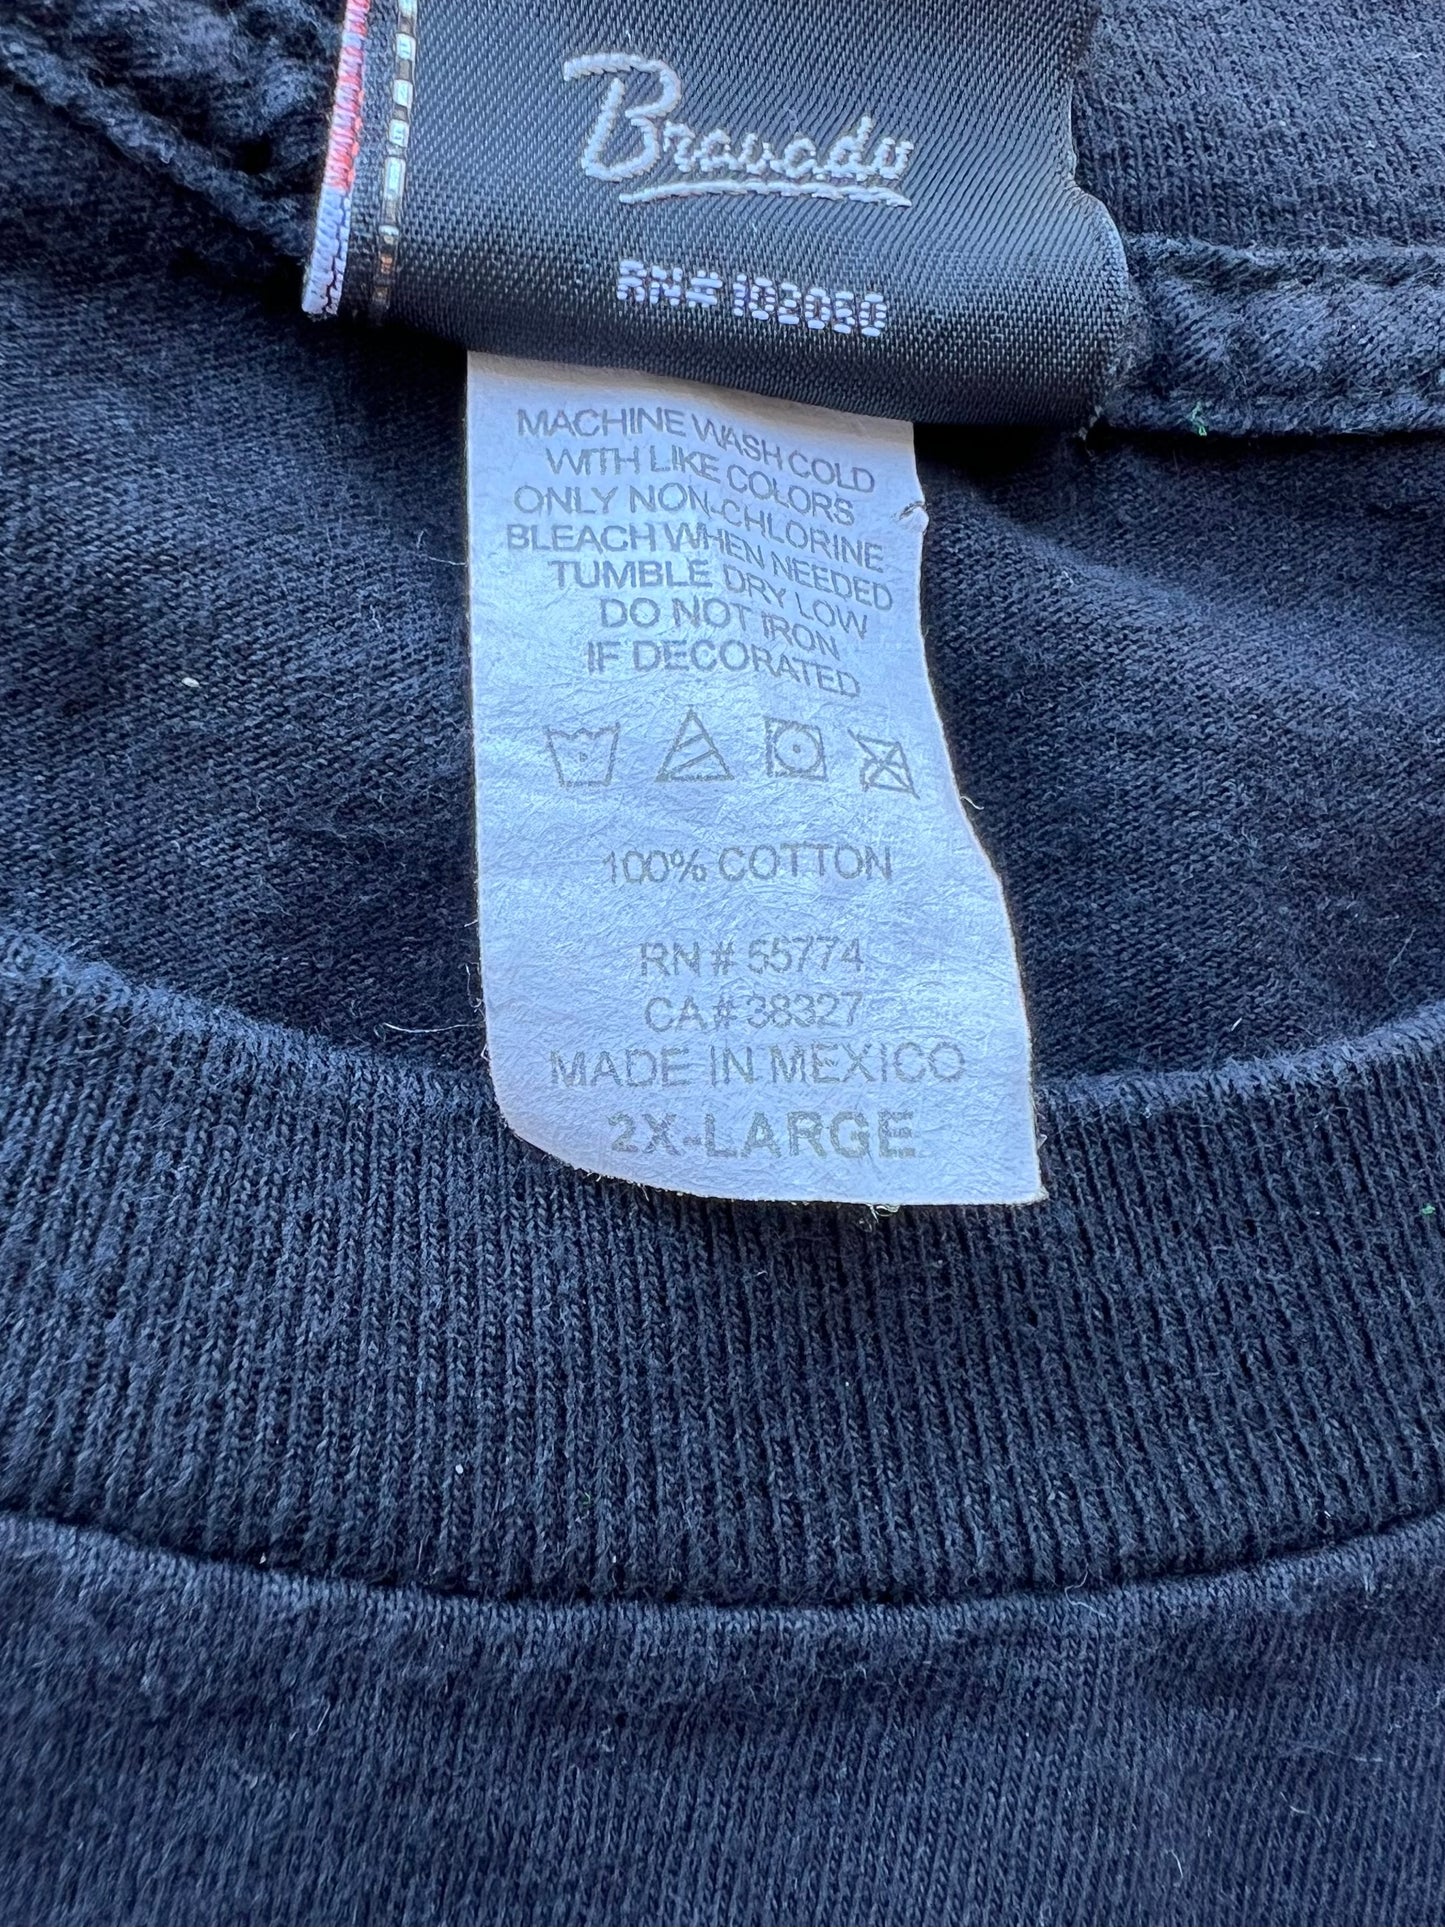 Bravado
RN# 103080
MACHINE WASH COLD
WITH LIKE COLORS
ONLY NON-CHLORINE
BLEACH WHEN NEEDED
TUMBLE DRY LOW
DO NOT IRON
IF DECORATED
100% COTTON
RN # 55774
CA # 38327
MADE IN MEXICO
2X-LARGE